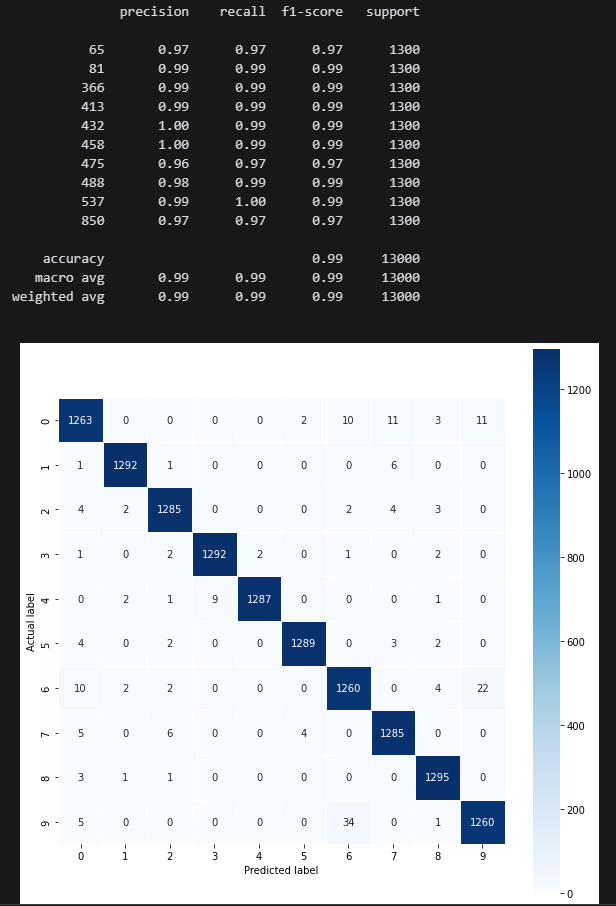 precision recall f1-score support
65 0.97 0.97 0.97 1300
81 0.99 0.99 0.99 1300
366 0.99 0.99 0.99 1300
413 0.99 0.99 0.99 1300
432 1.00 0.99 0.99 1300
458 1.00 0.99 0.99 1300
475 0.96 0.97 0.97 1300
488 0.98 0.99 0.99 1300
537 0.99 1.00 0.99 1300
850 0.97 0.97 0.97 1300
accuracy 0.99 13000
macro avg 0.99 0.99 0.99 13000
weighted avg 0.99 0.99 0.99 13000
Actual label
0 1263 0 0 0 0 2 10 11 3 11
1 1 1292 1 0 0 0 0 6 0 0
2 4 2 1285 0 0 0 2 4 3 0
3 1 0 2 1292 2 0 1 0 2 0
4 0 2 1 9 1287 0 0 0 1 0
5 4 0 2 0 0 1289 0 3 2 0
6 10 2 2 0 0 0 1260 0 4 22
7 5 0 6 0 0 4 0 1285 0 0
8 3 1 1 0 0 0 0 0 1295 0
9 5 0 0 0 0 0 34 0 1 1260
0 1 2 3 4 5 6 7 8 9
Predicted label
1200
1000
800
600
400
200
0